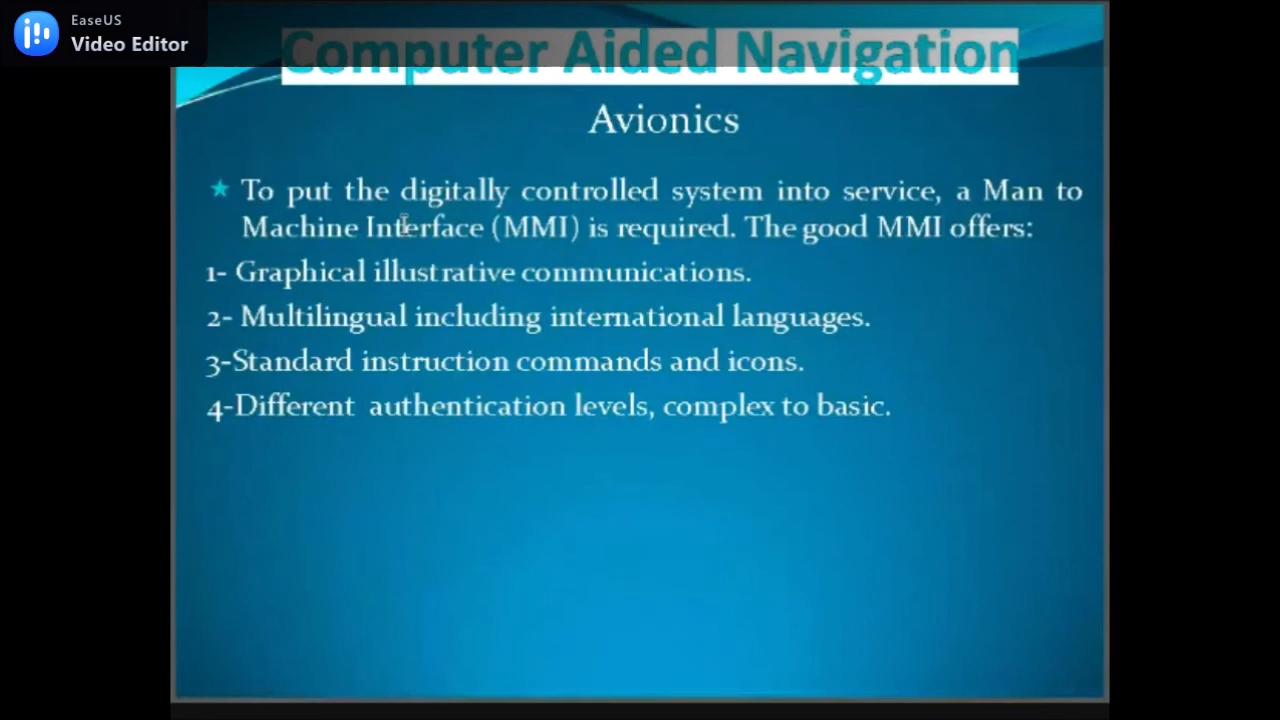 EaseUS
Video Editor
Computer Aided Navigation
Avionics
To put the digitally controlled system into service, a Man to
Machine Interface (MMI) is required. The good MMI offers:
1- Graphical illustrative communications.
2- Multilingual including international languages.
3-Standard instruction commands and icons.
4-Different authentication levels, complex to basic.